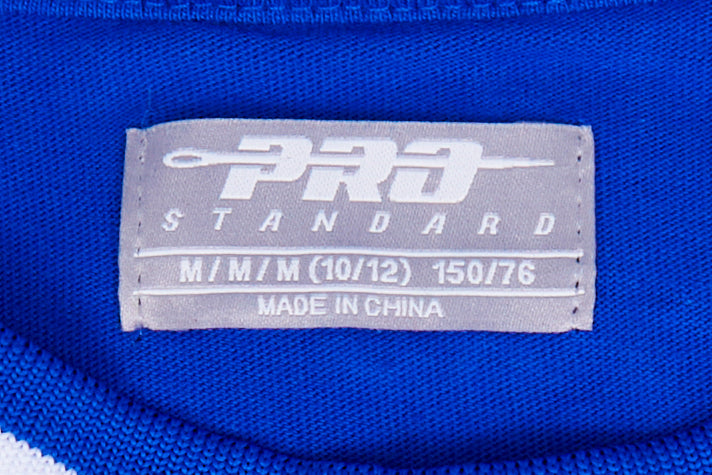 PRO
STANDARD
M/M/M (10/12) 150/76
MADE IN CHINA